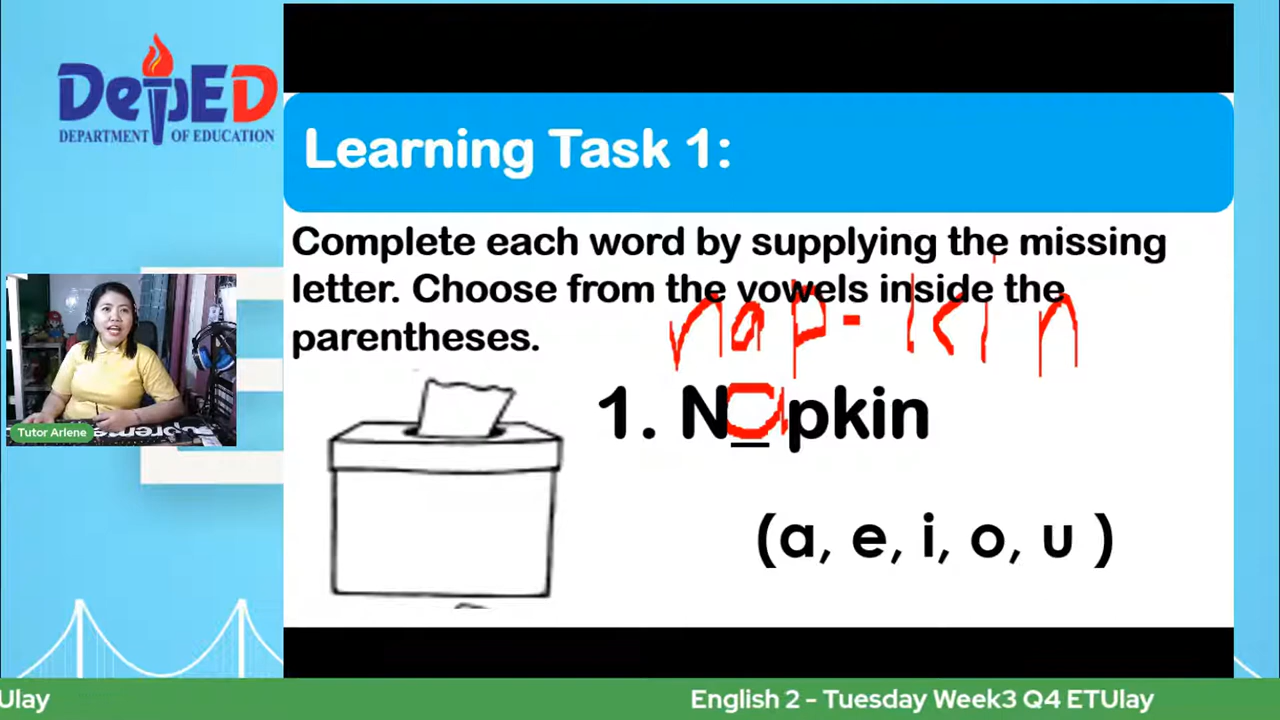 DepED
DEPARTMENT OF EDUCATION
Learning Task 1:
Complete each word by supplying the missing
letter. Choose from the vowels inside the
parentheses.
nap-kin
1. Napkin
(a, e, i, o, u )
Tutor Arlene
Ulay
English 2 - Tuesday Week3 Q4 ETUlay